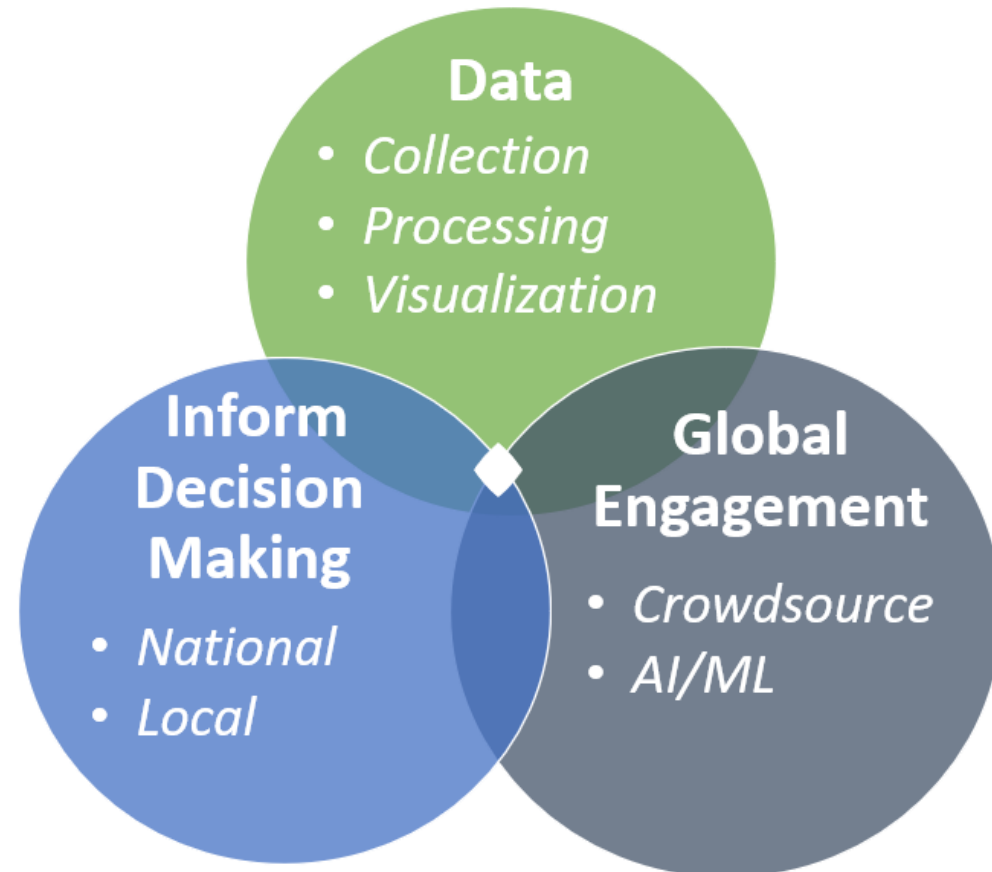 Data
• Collection
• Processing
• Visualization
Inform
Decision
Making
• National
• Local
Global
Engagement
• Crowdsource
• AI/ML